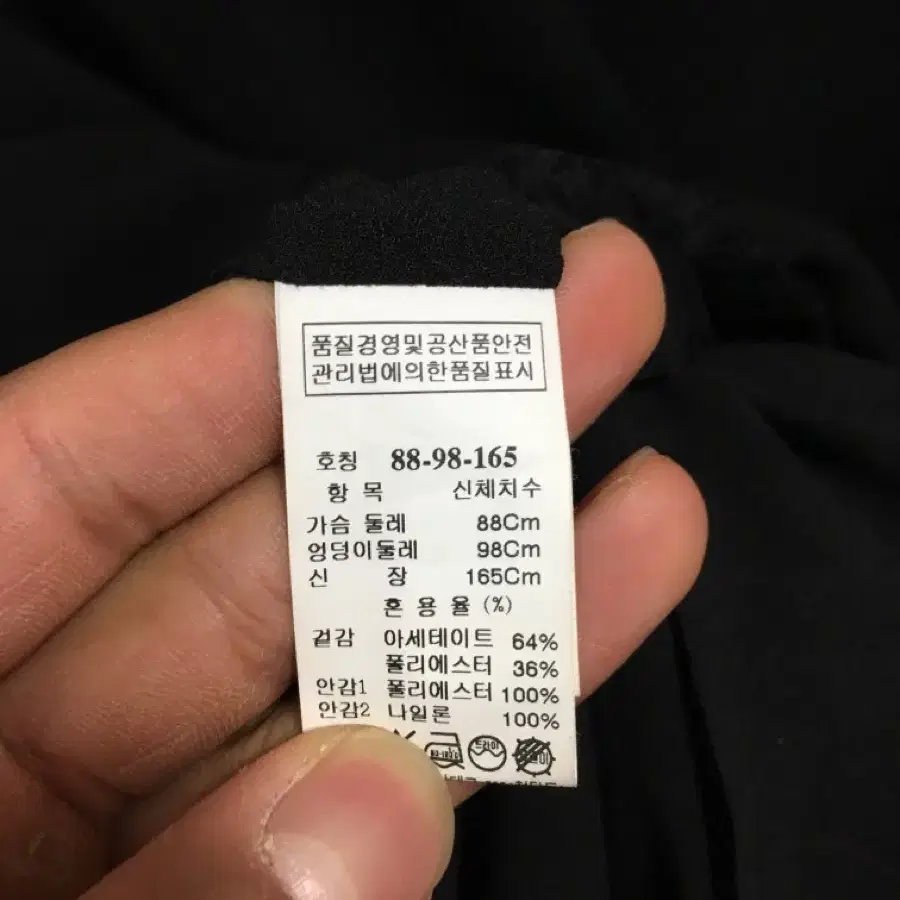 품질경영및공산품안전
관리법에의한품질표시
호칭 88-98-165
항 목 신체치수
가슴 둘레 88Cm
엉덩이둘레 98Cm
신 장 165Cm
혼 용 율 (%)
겉감 아세테이트 64%
폴리에스터 36%
안감1 폴리에스터 100%
안감2 나일론 100%
드라이